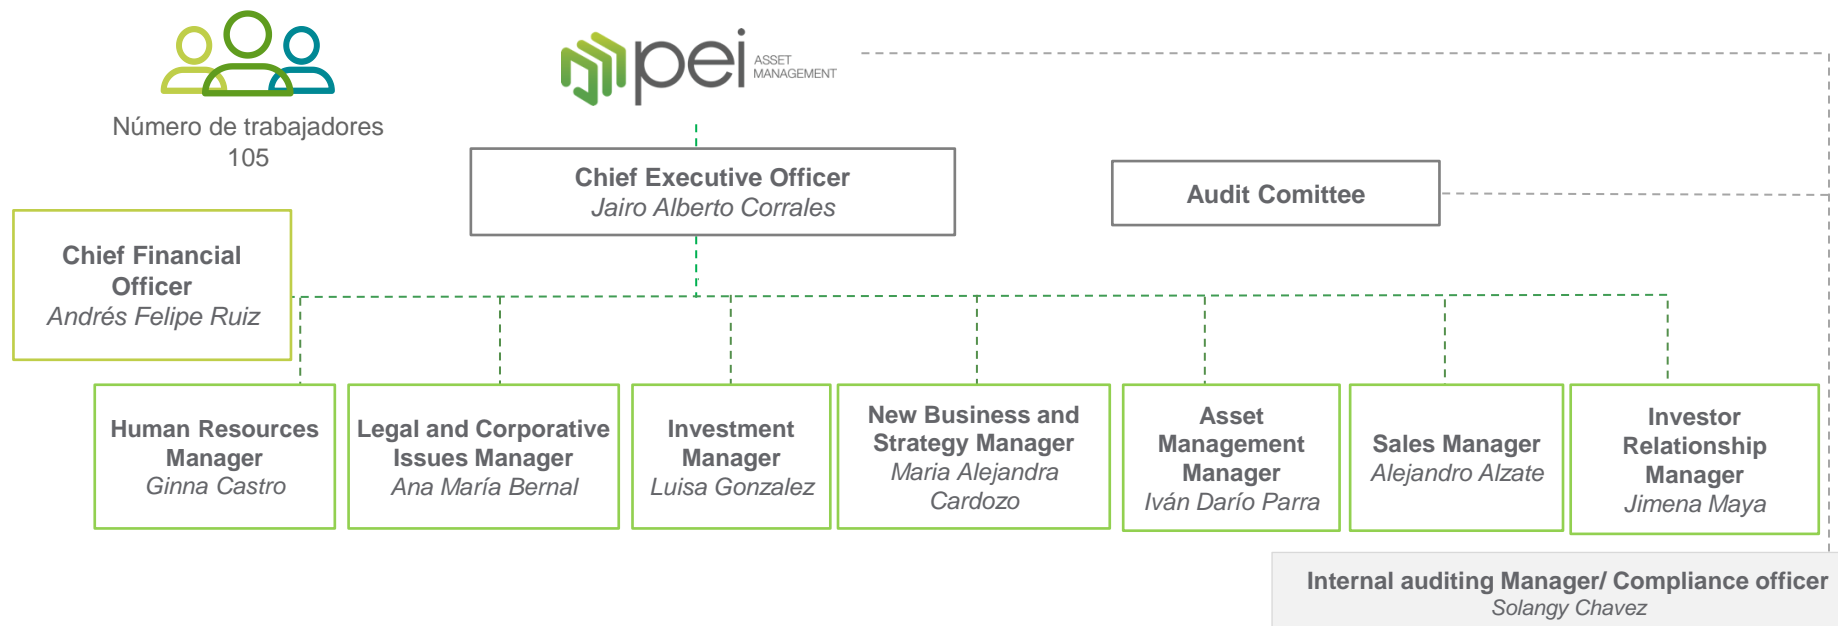 pei ASSET
MANAGEMENT
Número de trabajadores
105
Chief Executive Officer
Jairo Alberto Corrales
Audit Comittee
Chief Financial
Officer
Andrés Felipe Ruiz
Human Resources
Manager
Ginna Castro
Legal and Corporative
Issues Manager
Ana María Bernal
Investment
Manager
Luisa Gonzalez
New Business and
Strategy Manager
Maria Alejandra
Cardozo
Asset
Management
Manager
Iván Darío Parra
Sales Manager
Alejandro Alzate
Investor
Relationship
Manager
Jimena Maya
Internal auditing Manager/ Compliance officer
Solangy Chavez